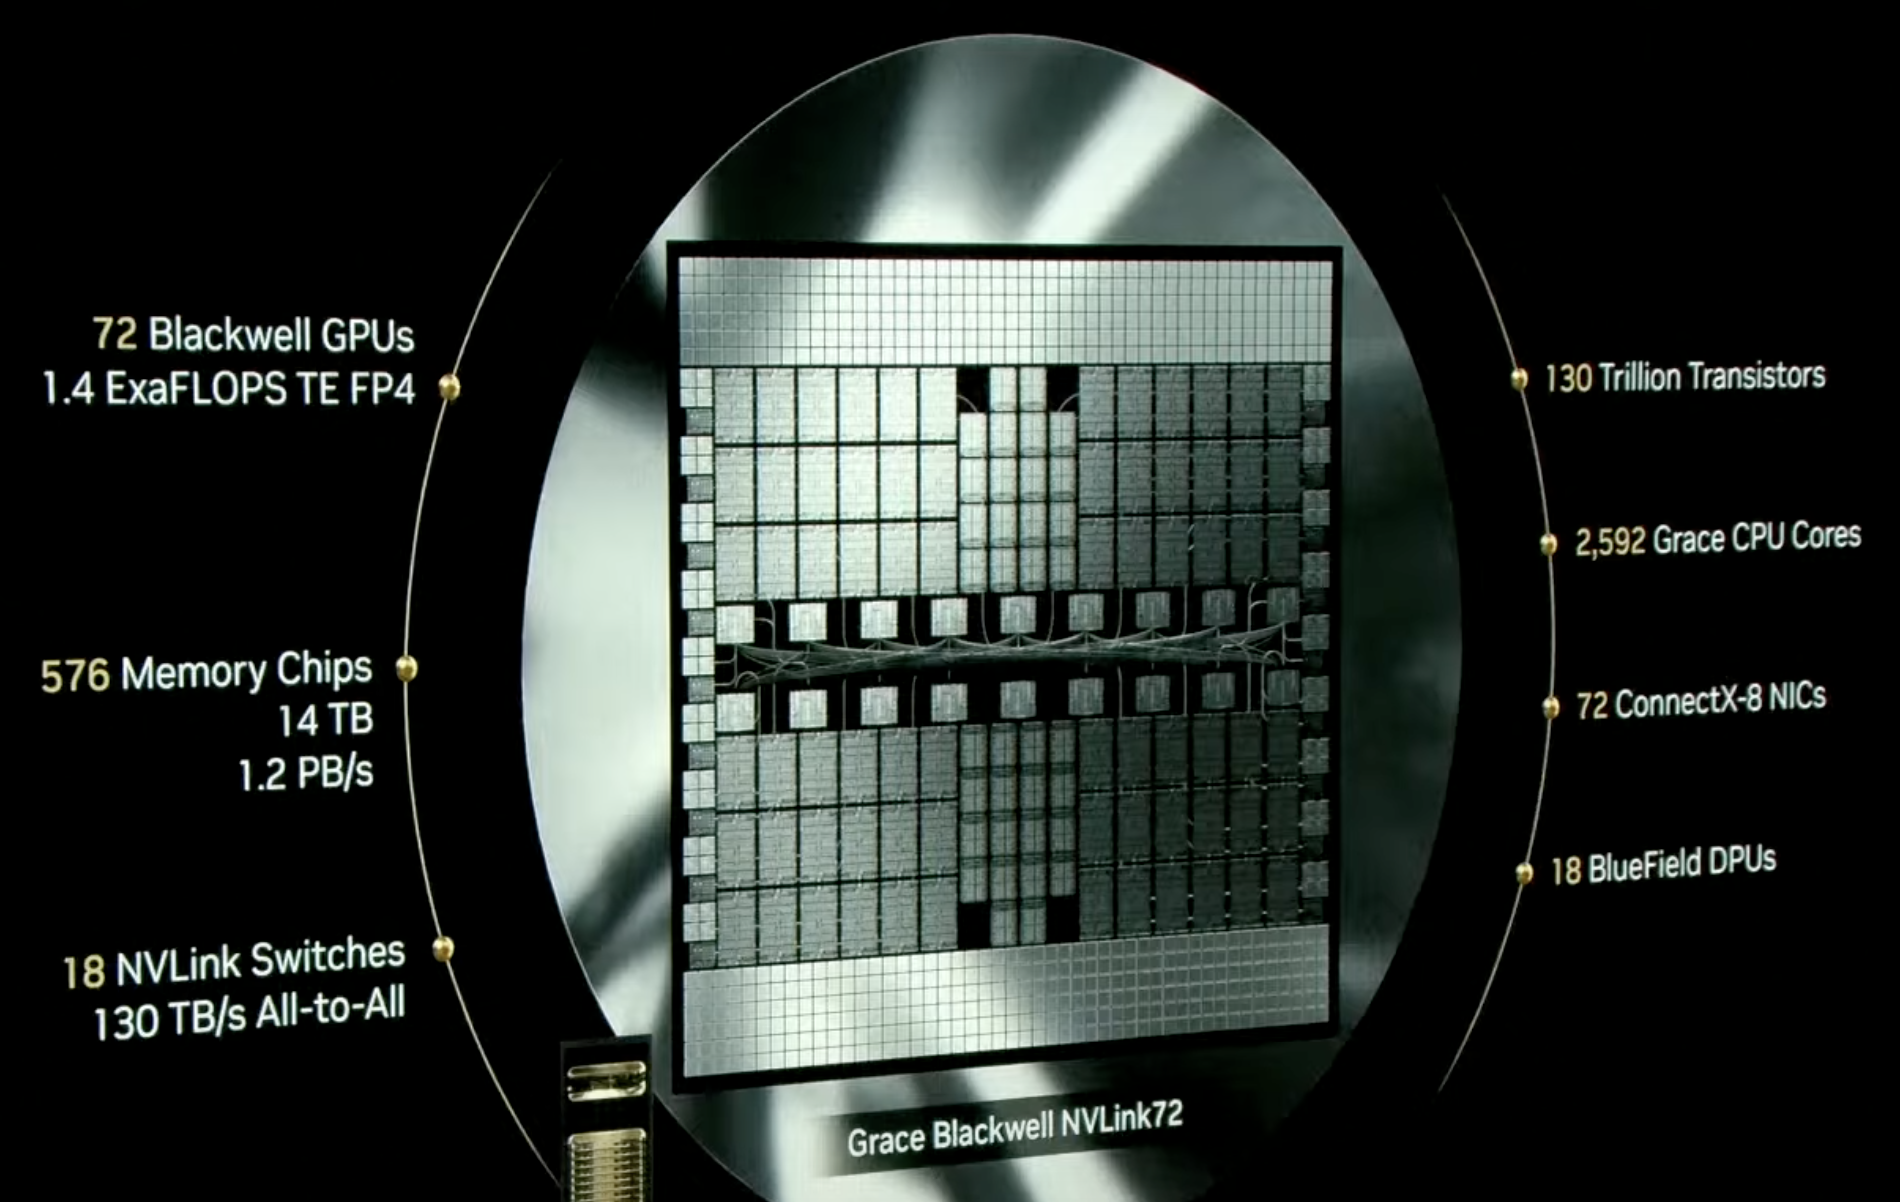 72 Blackwell GPUs
1.4 ExaFLOPS TE FP4
576 Memory Chips
14 TB
1.2 PB/s
18 NVLink Switches
130 TB/s All-to-All
130 Trillion Transistors
2,592 Grace CPU Cores
72 ConnectX-8 NICs
18 BlueField DPUs
Grace Blackwell NVLink72